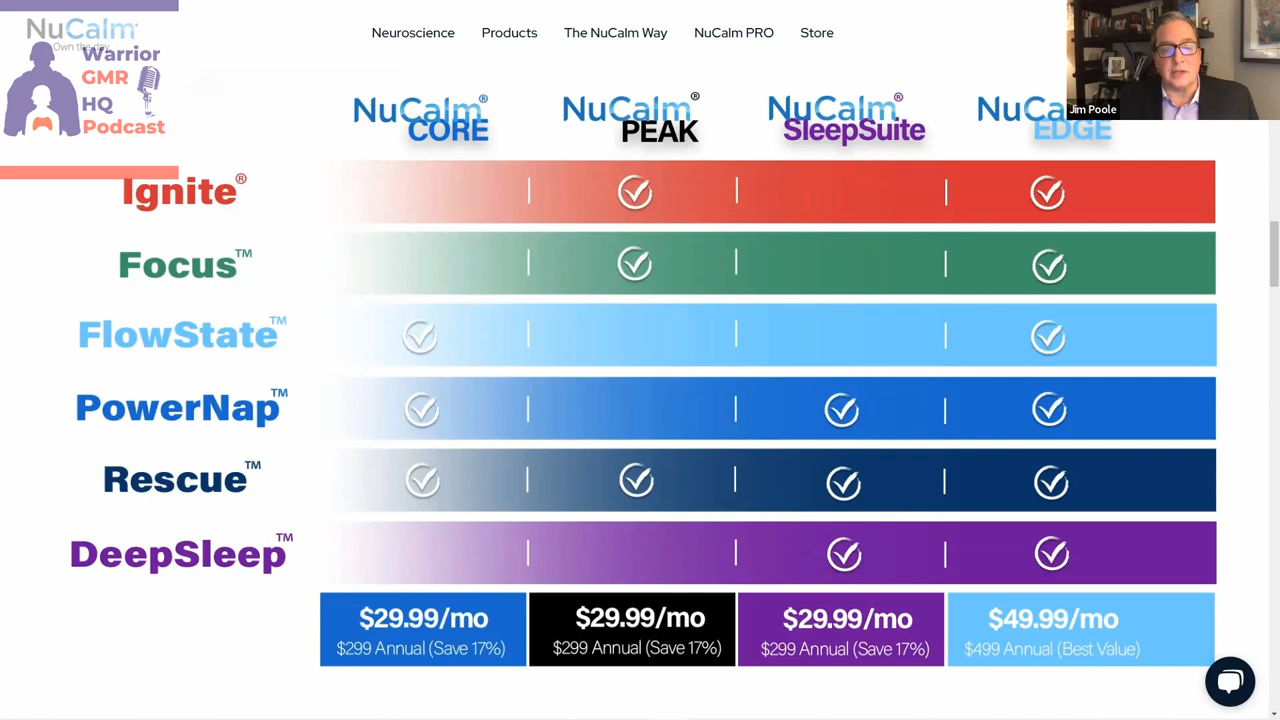 NuCalm®
Own the day
Warrior
GMR
HQ
Podcast
Neuroscience
Products
The NuCalm Way
NuCalm PRO
Store
Jim Poole
NuCalm®
CORE
NuCalm®
PEAK
NuCalm®
SleepSuite
NuCa
EDGE
Ignite®
Focus™
FlowState™
PowerNap™
Rescue™
DeepSleep™
$29.99/mo
$299 Annual (Save 17%)
$29.99/mo
$299 Annual (Save 17%)
$29.99/mo
$299 Annual (Save 17%)
$49.99/mo
$499 Annual (Best Value)